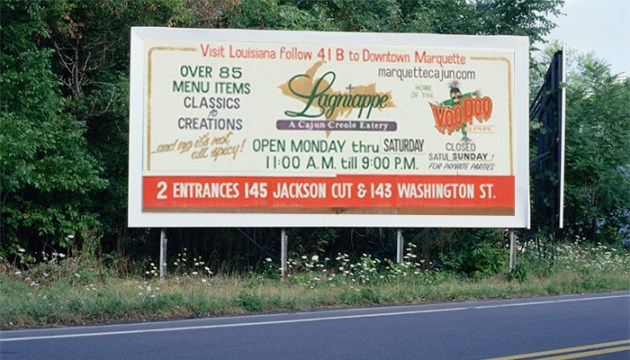 Visit Louisiana Follow 41 B to Downtown Marquette
marquettecajun.com
OVER 85
MENU ITEMS
CLASSICS
to
CREATIONS
...and no it's not
all spicy!
Lagniappe
A Cajun Creole Eatery
OPEN MONDAY thru SATURDAY
11:00 A.M. till 9:00 P.M.
HOME
OF THE
VOODOO
BAR
CLOSED
SUNDAY
FOR PRIVATE PARTIES
2 ENTRANCES 145 JACKSON CUT & 143 WASHINGTON ST.